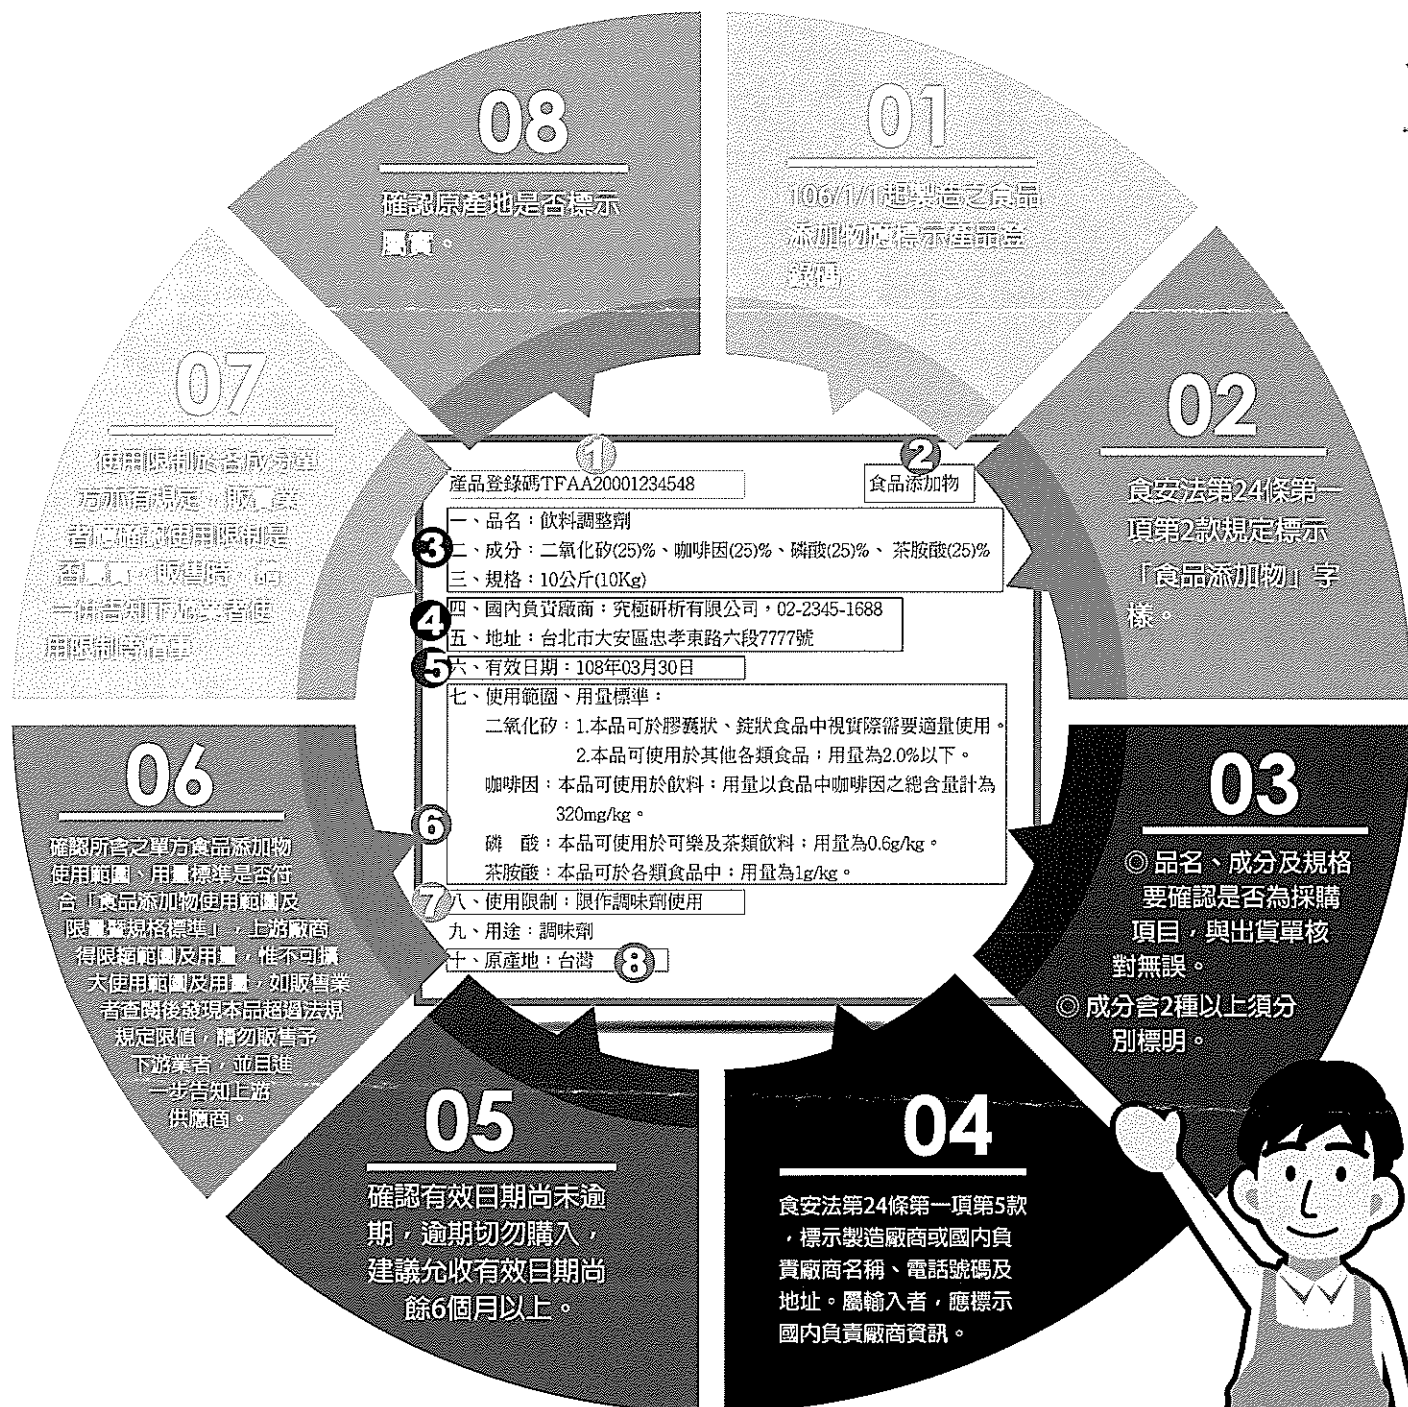 08
確認原產地是否標示
屬實。
01
106/1/1起製造之食品
添加物應標示產品登
錄碼
02
食安法第24條第一
項第2款規定標示
「食品添加物」字
樣。
03
◎ 品名、成分及規格
要確認是否為採購
項目，與出貨單核
對無誤。
◎ 成分含2種以上須分
別標明。
04
食安法第24條第一項第5款
，標示製造廠商或國內負
責廠商名稱、電話號碼及
地址。屬輸入者，應標示
國內負責廠商資訊。
05
確認有效日期尚未逾
期，逾期切勿購入，
建議允收有效日期尚
餘6個月以上。
06
確認所含之單方食品添加物
使用範圍、用量標準是否符
合「食品添加物使用範圍及
限量暨規格標準」，上游廠商
得限縮範圍及用量，惟不可擴
大使用範圍及用量，如販售業
者查閱後發現本品超過法規
規定限值，請勿販售予
下游業者，並且進
一步告知上游
供應商。
07
使用限制於各成分單
方亦有規定，販賣業
者應確認使用限制是
否屬實，販售時，請
一併告知下游業者使
用限制等情事
1
產品登錄碼TFAA20001234548
2
食品添加物
3
一、品名：飲料調整劑
二、成分：二氧化矽(25)%、咖啡因(25)%、磷酸(25)%、茶胺酸(25)%
三、規格：10公斤(10Kg)
4
四、國內負責廠商：究極研析有限公司，02-2345-1688
五、地址：台北市大安區忠孝東路六段7777號
5
六、有效日期：108年03月30日
6
七、使用範圍、用量標準：
二氧化矽：1.本品可於膠囊狀、錠狀食品中視實際需要適量使用。
2.本品可使用於其他各類食品；用量為2.0%以下。
咖啡因：本品可使用於飲料；用量以食品中咖啡因之總含量計為
320mg/kg。
磷　酸：本品可使用於可樂及茶類飲料；用量為0.6g/kg。
茶胺酸：本品可於各類食品中；用量為1g/kg。
7
八、使用限制：限作調味劑使用
九、用途：調味劑
十、原產地：台灣
8